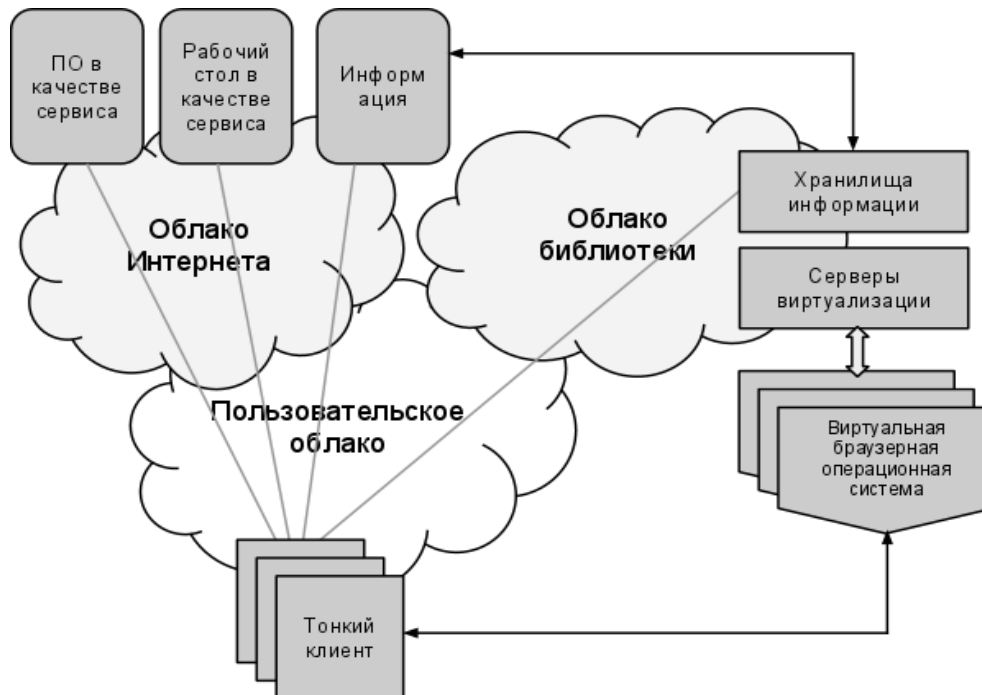 ПО в
качестве
сервиса
Рабочий
стол в
качестве
сервиса
Информ
ация
Облако
Интернета
Облако
библиотеки
Хранилища
информации
Серверы
виртуализации
Пользовательское
облако
Виртуальная
браузерная
операционная
система
Тонкий
клиент